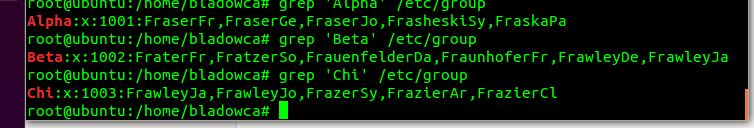 root@ubuntu:/home/bladowca# grep 'Alpha' /etc/group
Alpha:x:1001:FraserFr,FraserGe,FraserJo,FrasheskiSy,FraskaPa
root@ubuntu:/home/bladowca# grep 'Beta' /etc/group
Beta:x:1002:FraterFr,FratzerSo,FrauenfelderDa,FraunhoferFr,FrawleyDe,FrawleyJa
root@ubuntu:/home/bladowca# grep 'Chi' /etc/group
Chi:x:1003:FrawleyJa,FrawleyJo,FrazerSy,FrazierAr,FrazierCl
root@ubuntu:/home/bladowca#